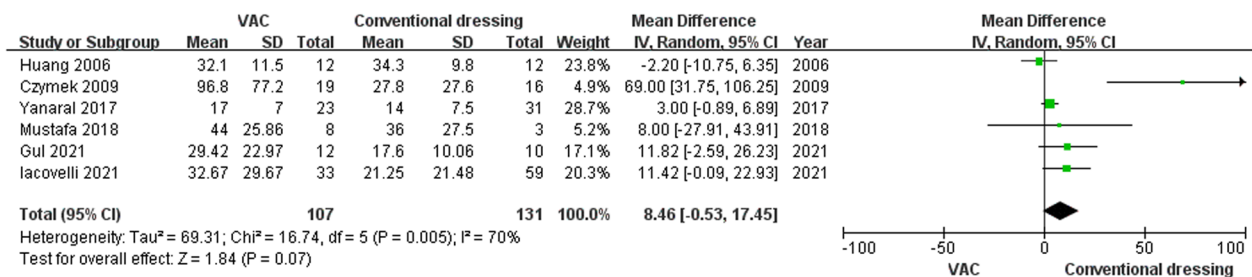 VAC Conventional dressing Mean Difference Mean Difference
Study or Subgroup Mean SD Total Mean SD Total Weight IV, Random, 95% CI Year IV, Random, 95% CI
Huang 2006 32.1 11.5 12 34.3 9.8 12 23.8% -2.20 [-10.75, 6.35] 2006
Czymek 2009 96.8 77.2 19 27.8 27.6 16 4.9% 69.00 [31.75, 106.25] 2009
Yanaral 2017 17 7 23 14 7.5 31 28.7% 3.00 [-0.89, 6.89] 2017
Mustafa 2018 44 25.86 8 36 27.5 3 5.2% 8.00 [-27.91, 43.91] 2018
Gul 2021 29.42 22.97 12 17.6 10.06 10 17.1% 11.82 [-2.59, 26.23] 2021
Iacovelli 2021 32.67 29.67 33 21.25 21.48 59 20.3% 11.42 [-0.09, 22.93] 2021
Total (95% CI) 107 131 100.0% 8.46 [-0.53, 17.45]
Heterogeneity: Tau² = 69.31; Chi² = 16.74, df = 5 (P = 0.005); I² = 70%
Test for overall effect: Z = 1.84 (P = 0.07)
-100 -50 0 50 100
VAC Conventional dressing